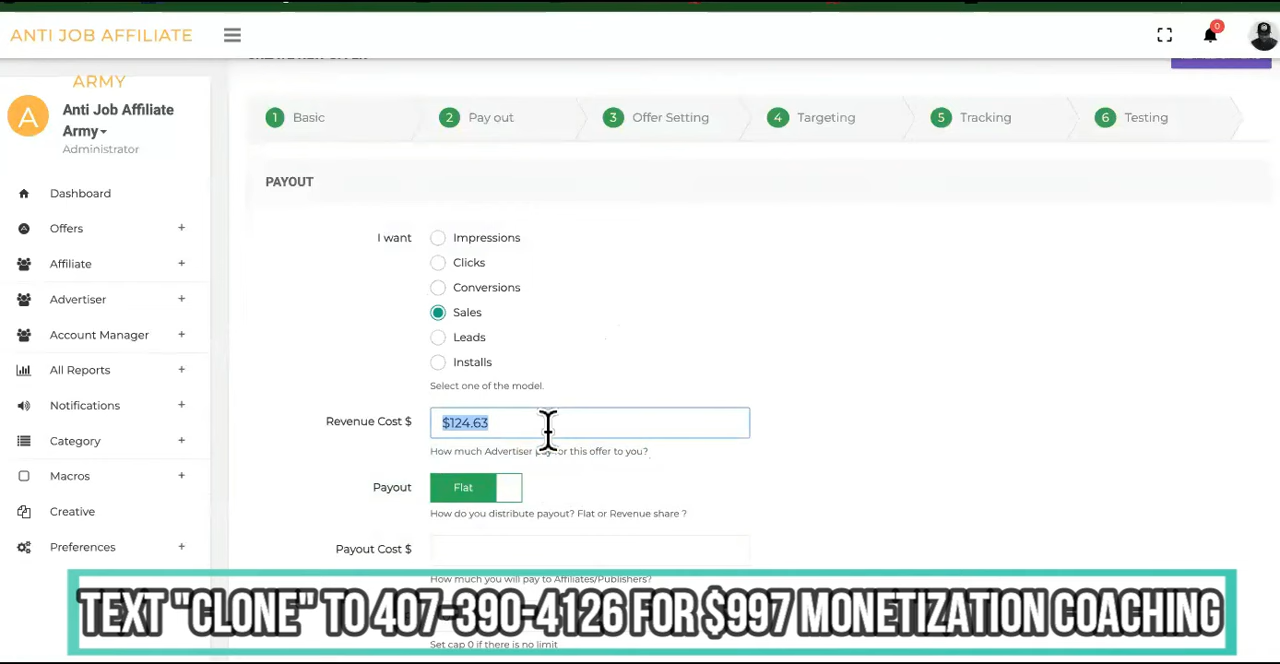 ANTI JOB AFFILIATE
0
ARMY
A
Anti Job Affiliate
Army
Administrator
Dashboard
Offers +
Affiliate +
Advertiser +
Account Manager +
All Reports +
Notifications +
Category +
Macros +
Creative
Preferences +
1 Basic
2 Pay out
3 Offer Setting
4 Targeting
5 Tracking
6 Testing
PAYOUT
I want
Impressions
Clicks
Conversions
Sales
Leads
Installs
Select one of the model.
Revenue Cost $ $124.63
How much Advertiser pay for this offer to you?
Payout Flat
How do you distribute payout? Flat or Revenue share ?
Payout Cost $
How much you will pay to Affiliates/Publishers?
TEXT "CLONE" TO 407-390-4126 FOR $997 MONETIZATION COACHING
Set cap 0 if there is no limit